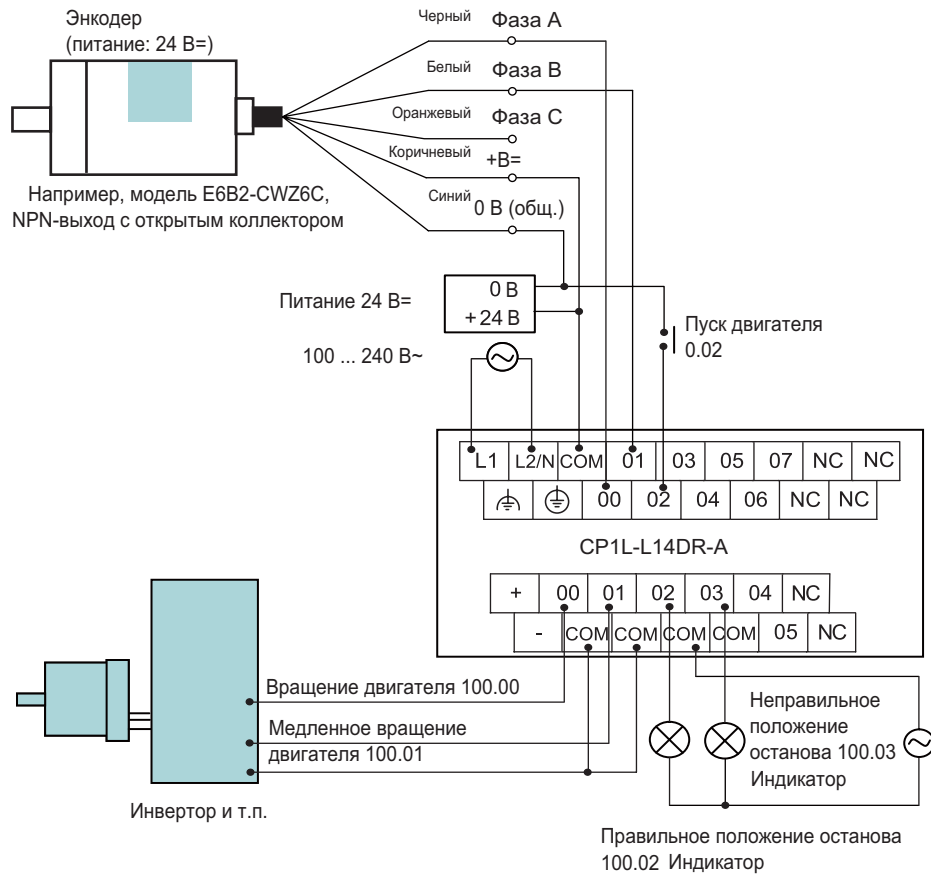 Энкодер
(питание: 24 В=)
Черный Фаза A
Белый Фаза B
Оранжевый Фаза C
Коричневый +В=
Синий 0 В (общ.)
Например, модель E6B2-CWZ6C,
NPN-выход с открытым коллектором
Питание 24 В=
0 В
+24 В
100 ... 240 В~
Пуск двигателя
0.02
L1 L2/N COM 01 03 05 07 NC NC
00 02 04 06 NC NC
CP1L-L14DR-A
+ 00 01 02 03 04 NC
- COM COM COM COM 05 NC
Вращение двигателя 100.00
Медленное вращение
двигателя 100.01
Инвертор и т.п.
Неправильное
положение
останова 100.03
Индикатор
Правильное положение останова
100.02 Индикатор